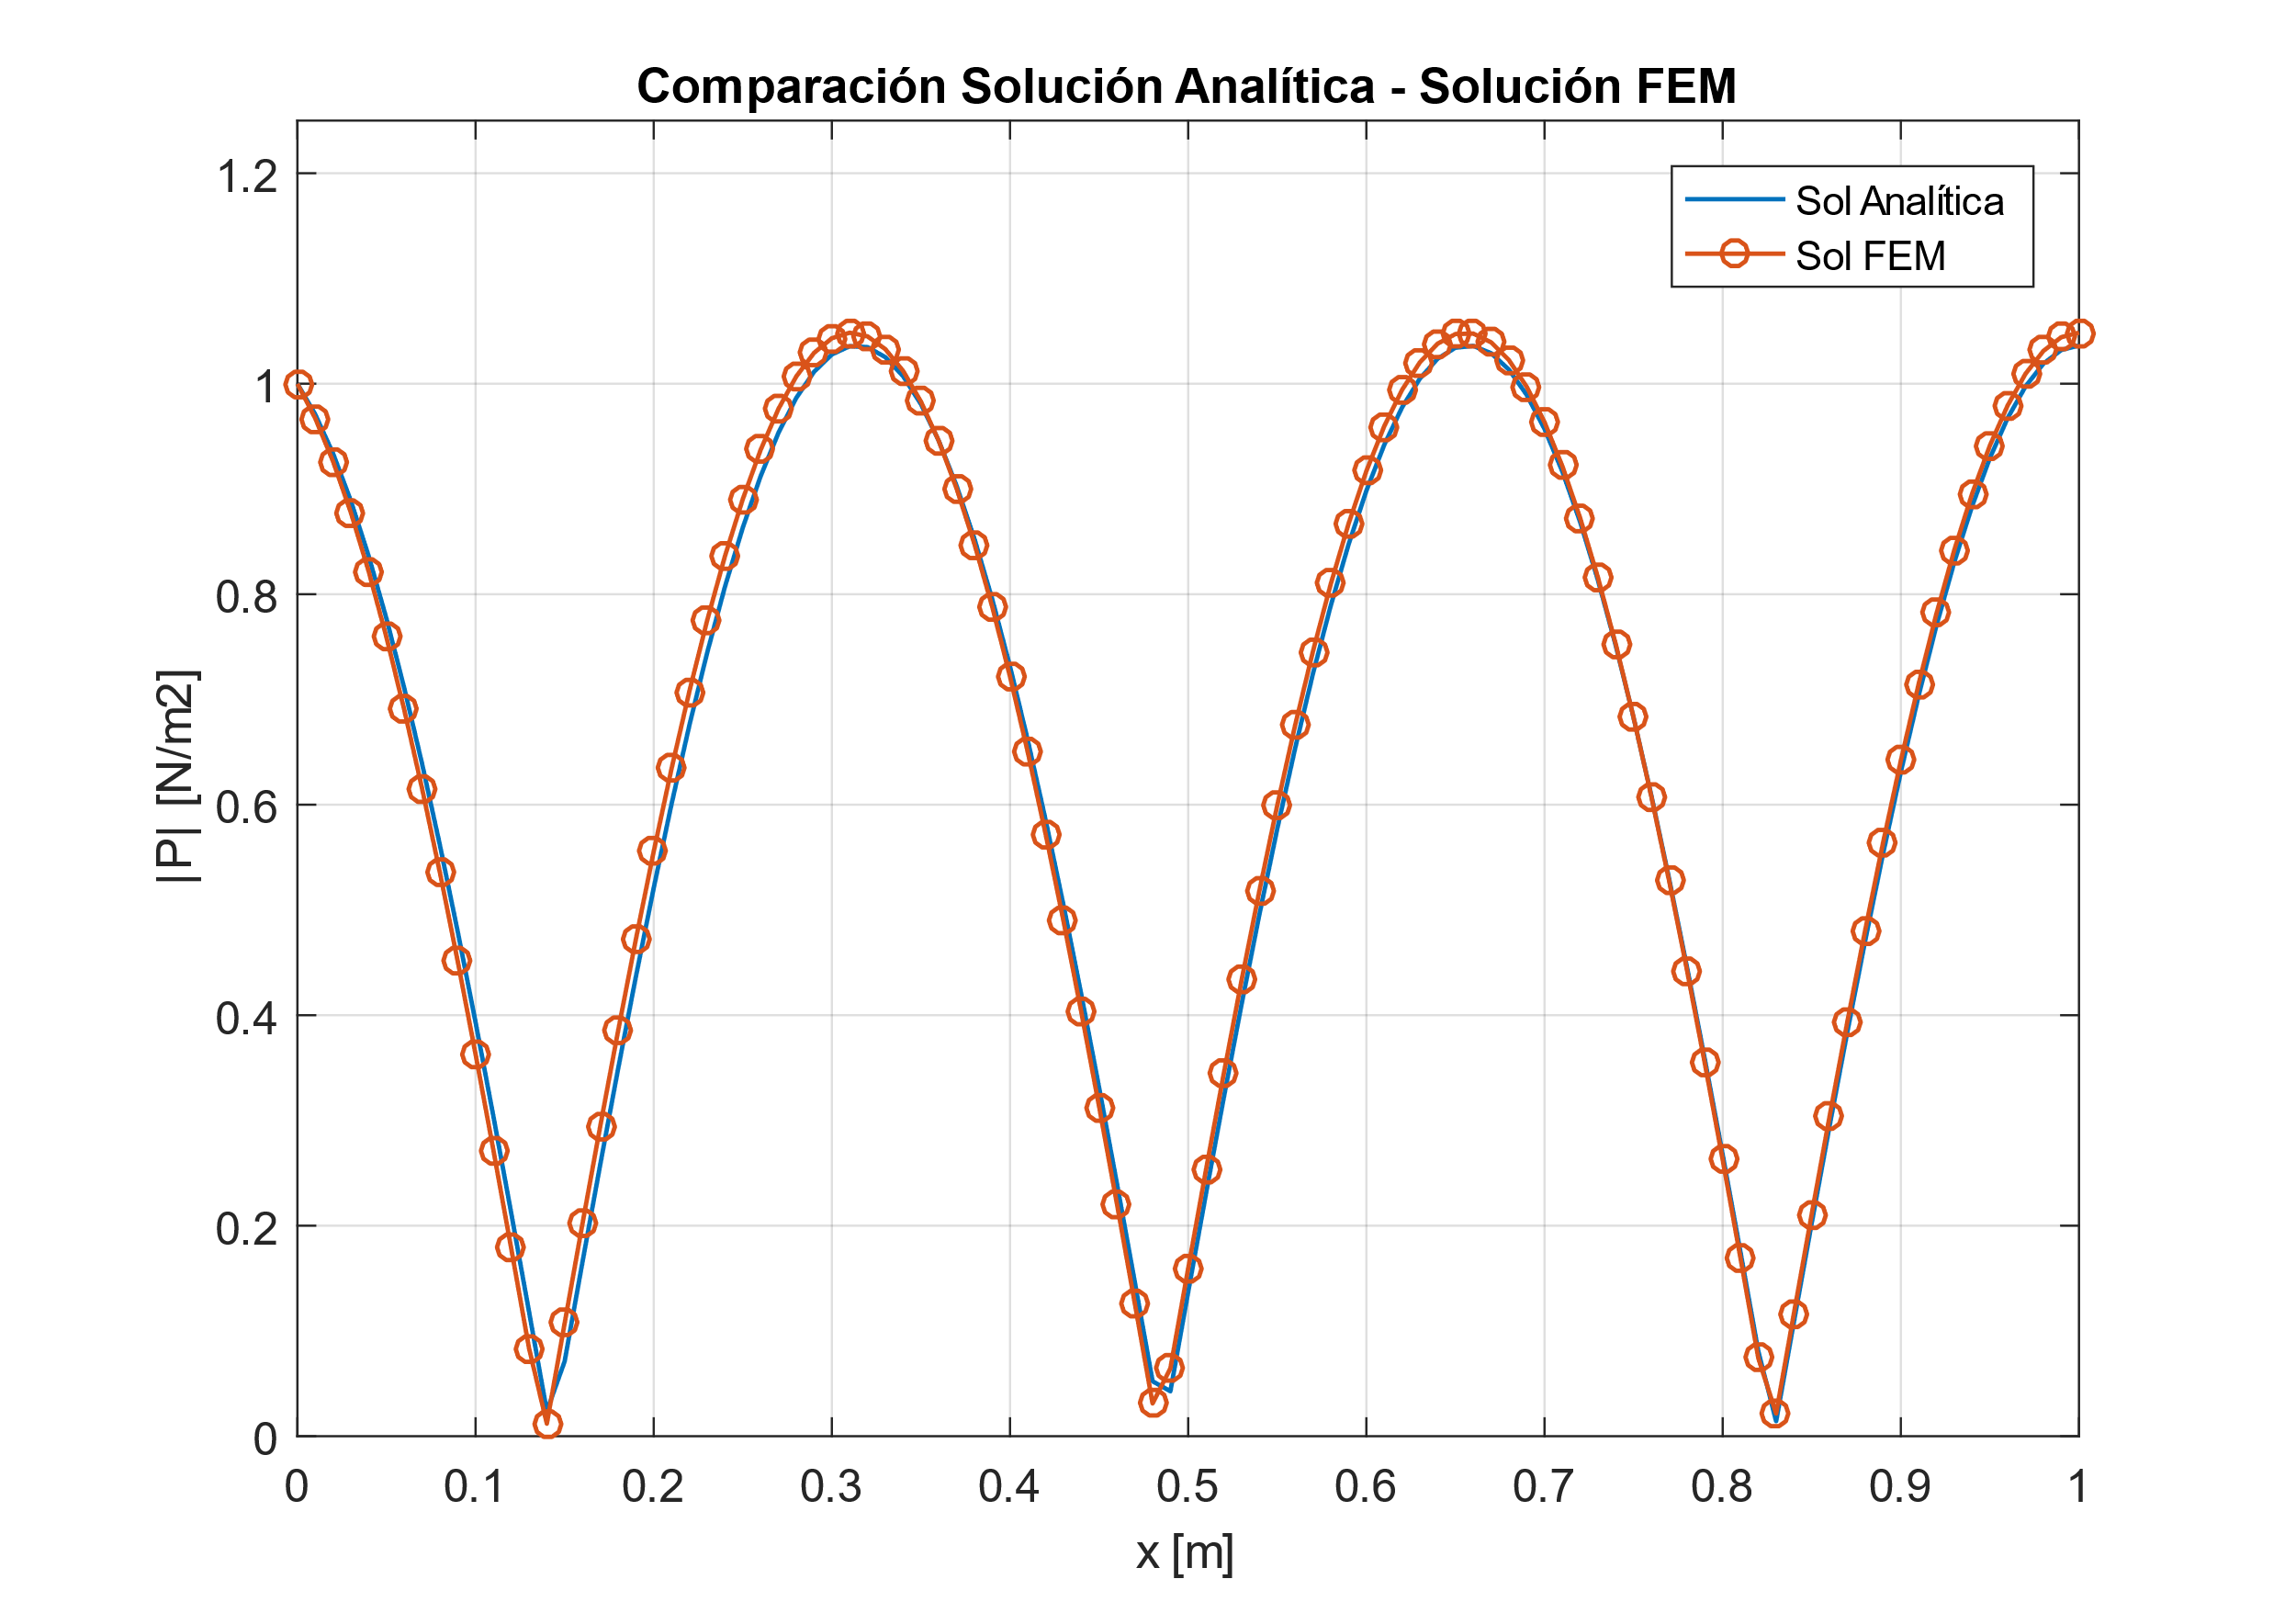 Comparación Solución Analítica - Solución FEM
Sol Analítica
Sol FEM
|P| [N/m2]
1.2
1
0.8
0.6
0.4
0.2
0
0 0.1 0.2 0.3 0.4 0.5 0.6 0.7 0.8 0.9 1
x [m]